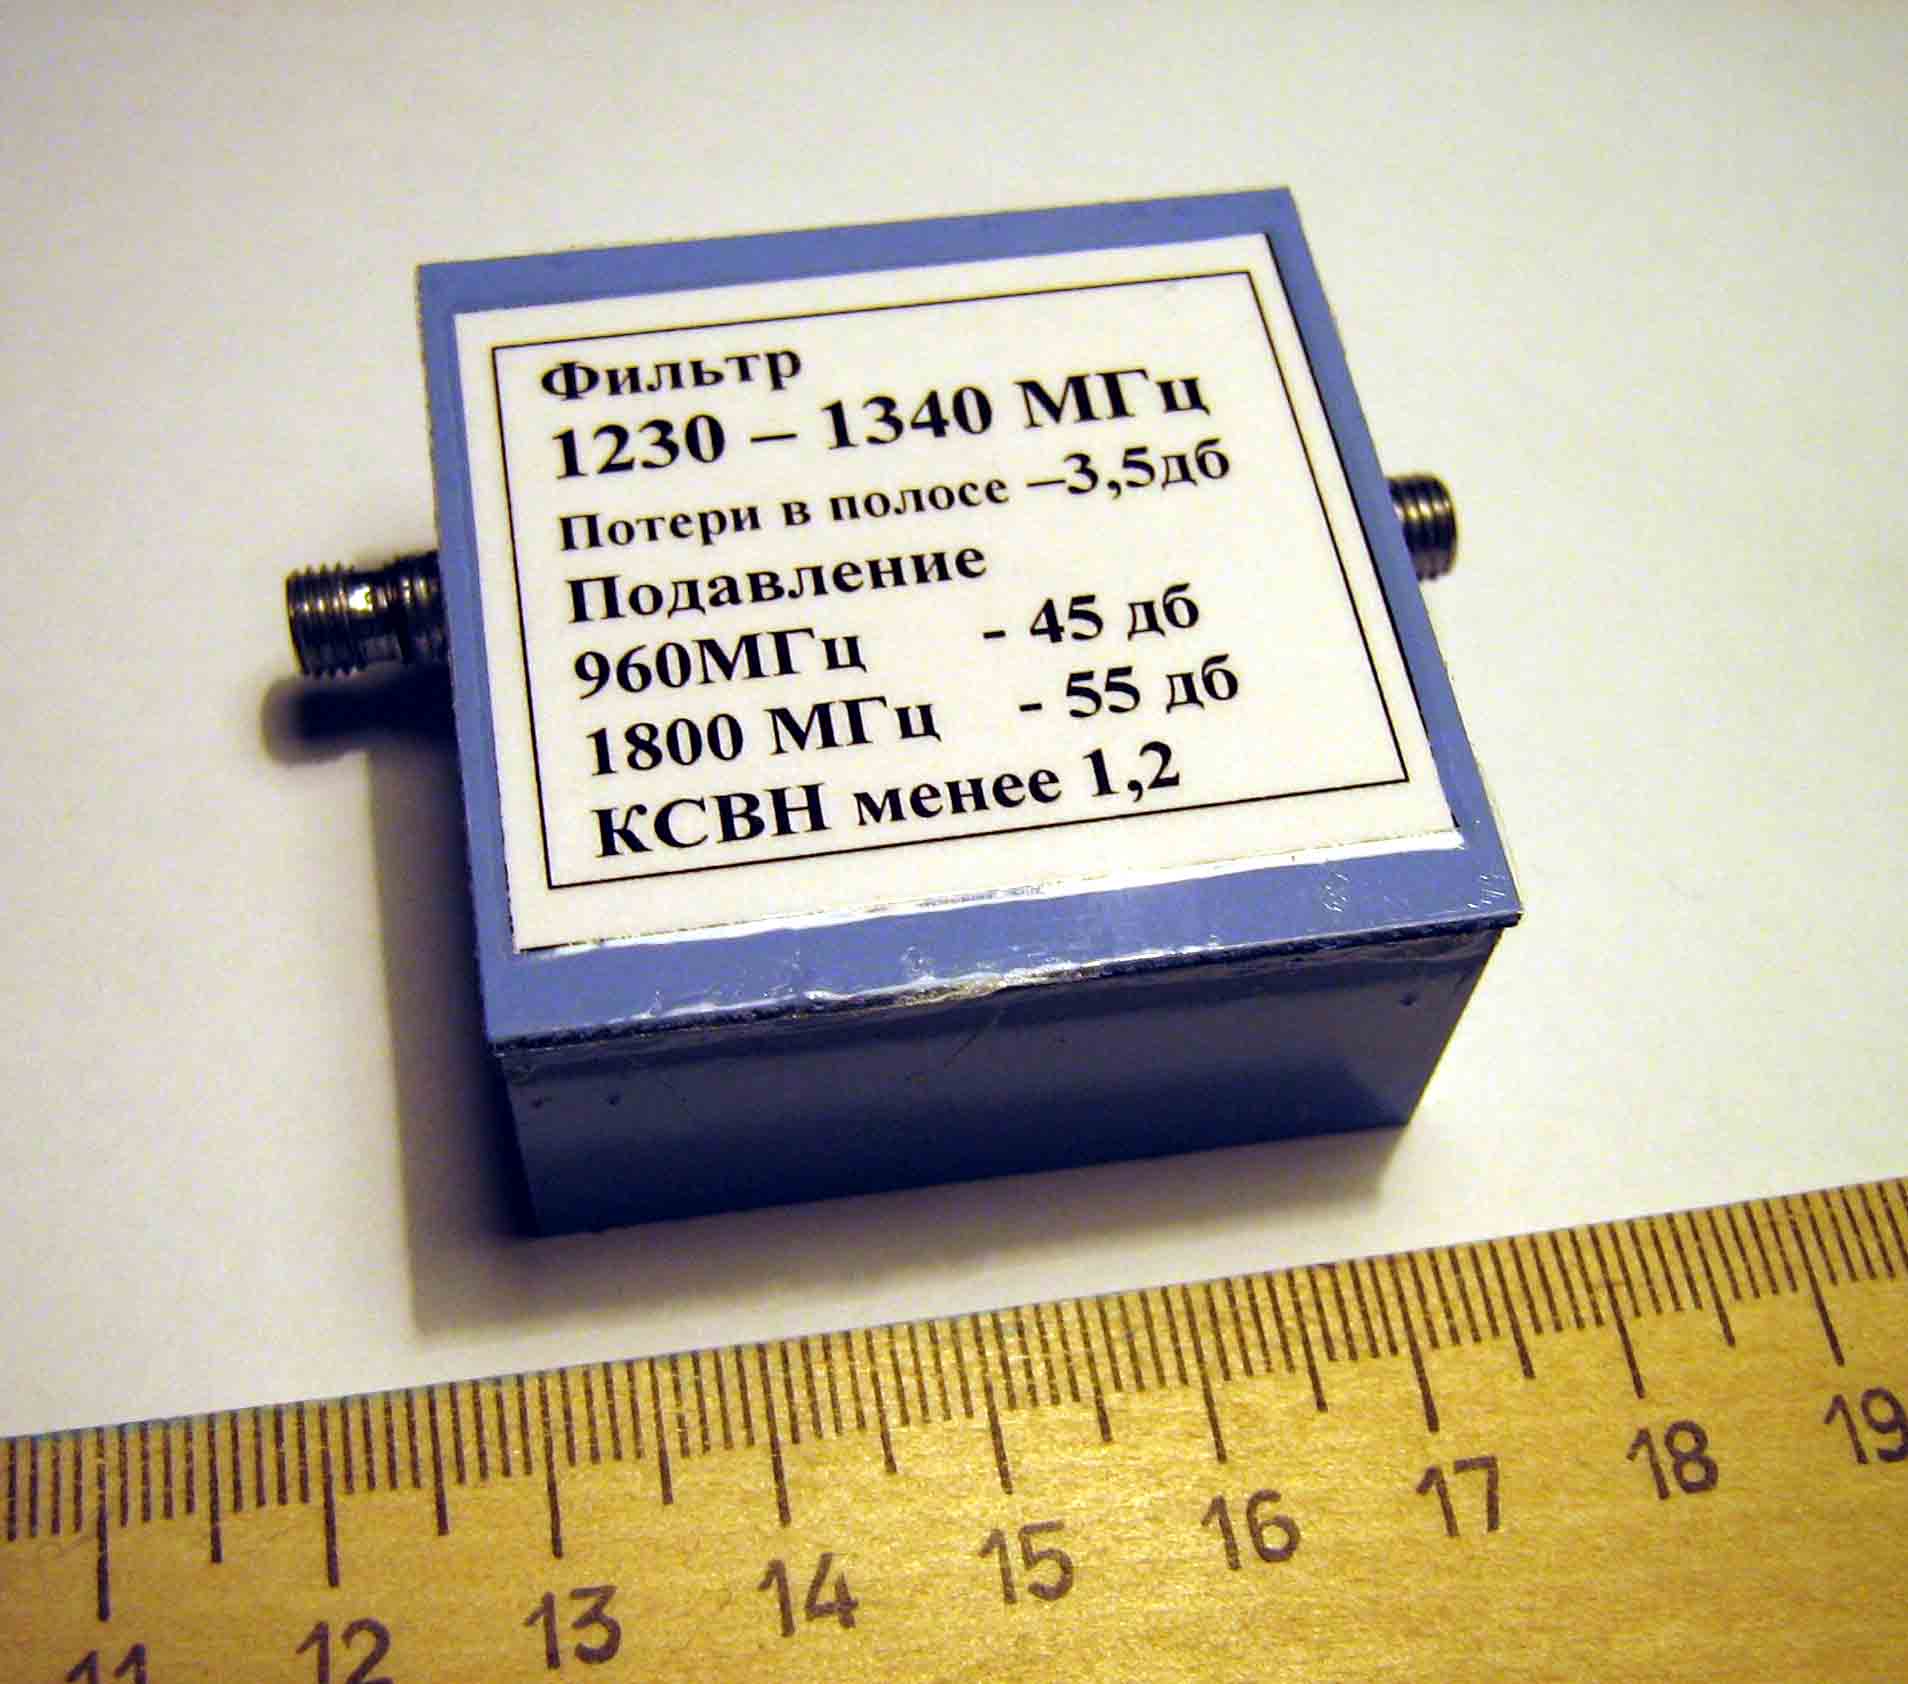 Фильтр
1230 – 1340 МГц
Потери в полосе –3,5дб
Подавление
960МГц - 45 дб
1800 МГц - 55 дб
КСВН менее 1,2
11 12 13 14 15 16 17 18 19